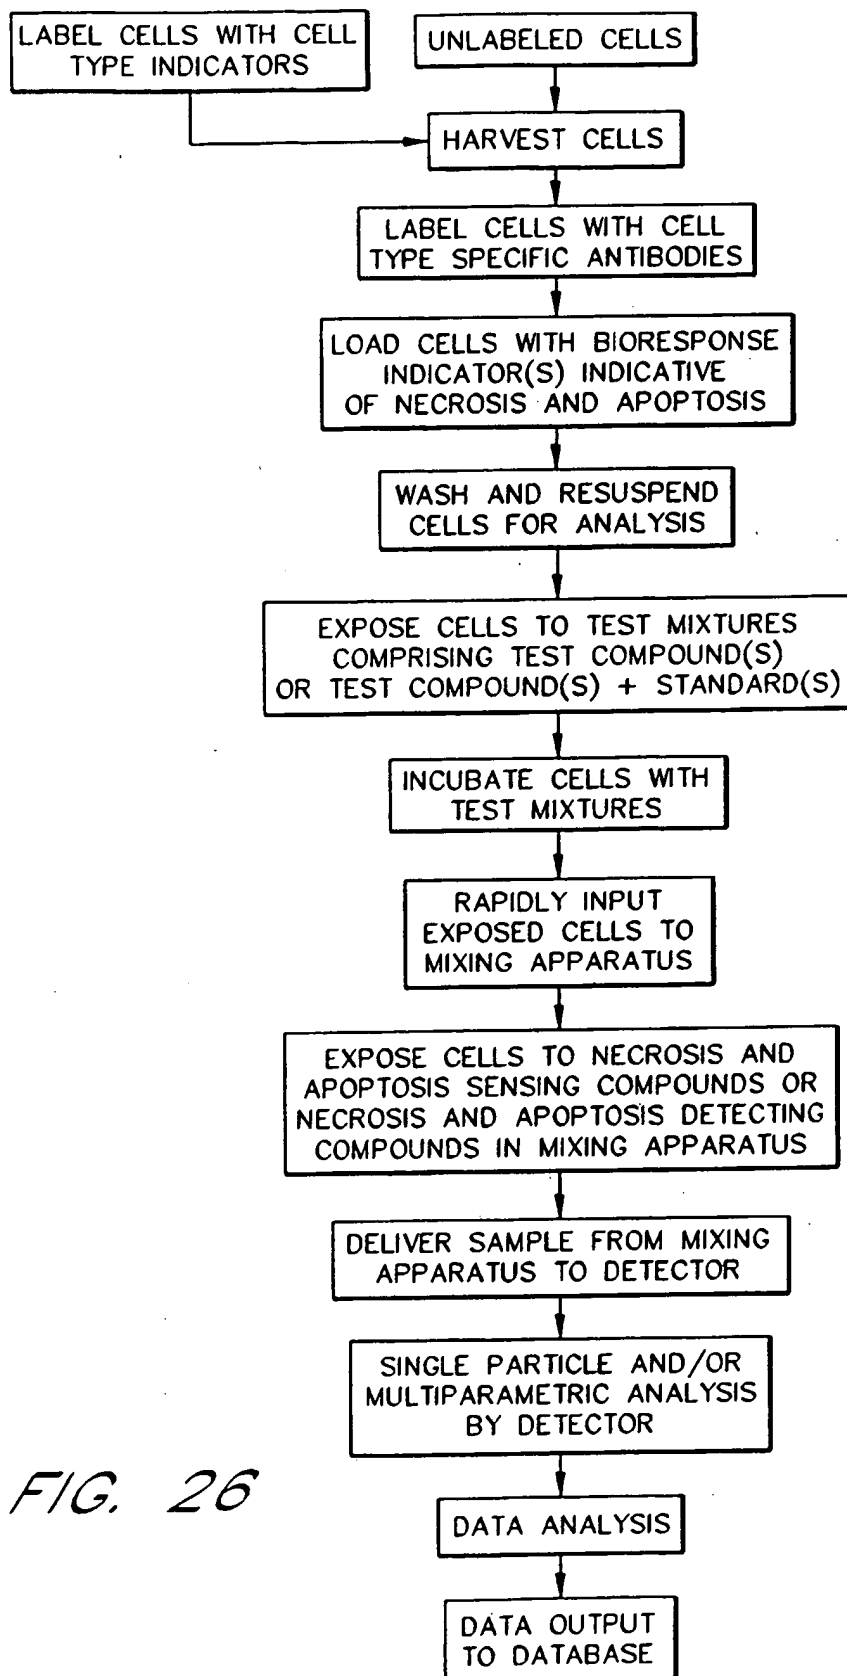 LABEL CELLS WITH CELL
TYPE INDICATORS
UNLABELED CELLS
HARVEST CELLS
LABEL CELLS WITH CELL
TYPE SPECIFIC ANTIBODIES
LOAD CELLS WITH BIORESPONSE
INDICATOR(S) INDICATIVE
OF NECROSIS AND APOPTOSIS
WASH AND RESUSPEND
CELLS FOR ANALYSIS
EXPOSE CELLS TO TEST MIXTURES
COMPRISING TEST COMPOUND(S)
OR TEST COMPOUND(S) + STANDARD(S)
INCUBATE CELLS WITH
TEST MIXTURES
RAPIDLY INPUT
EXPOSED CELLS TO
MIXING APPARATUS
EXPOSE CELLS TO NECROSIS AND
APOPTOSIS SENSING COMPOUNDS OR
NECROSIS AND APOPTOSIS DETECTING
COMPOUNDS IN MIXING APPARATUS
DELIVER SAMPLE FROM MIXING
APPARATUS TO DETECTOR
SINGLE PARTICLE AND/OR
MULTIPARAMETRIC ANALYSIS
BY DETECTOR
DATA ANALYSIS
DATA OUTPUT
TO DATABASE
FIG. 26